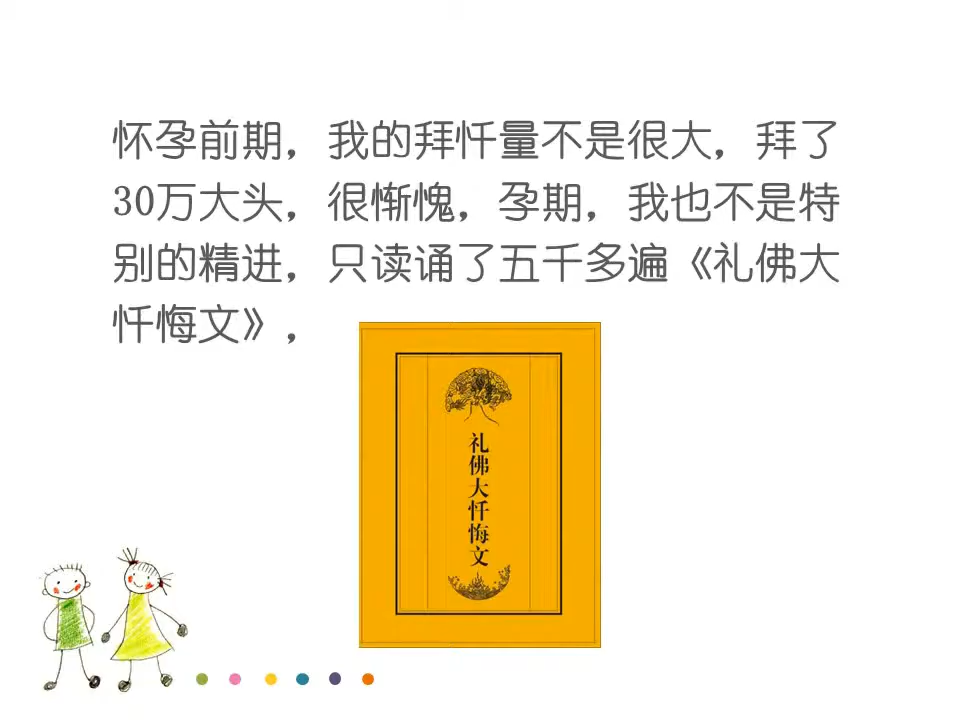 怀孕前期，我的拜忏量不是很大，拜了
30万大头，很惭愧，孕期，我也不是特
别的精进，只读诵了五千多遍《礼佛大
忏悔文》，
礼佛大忏悔文